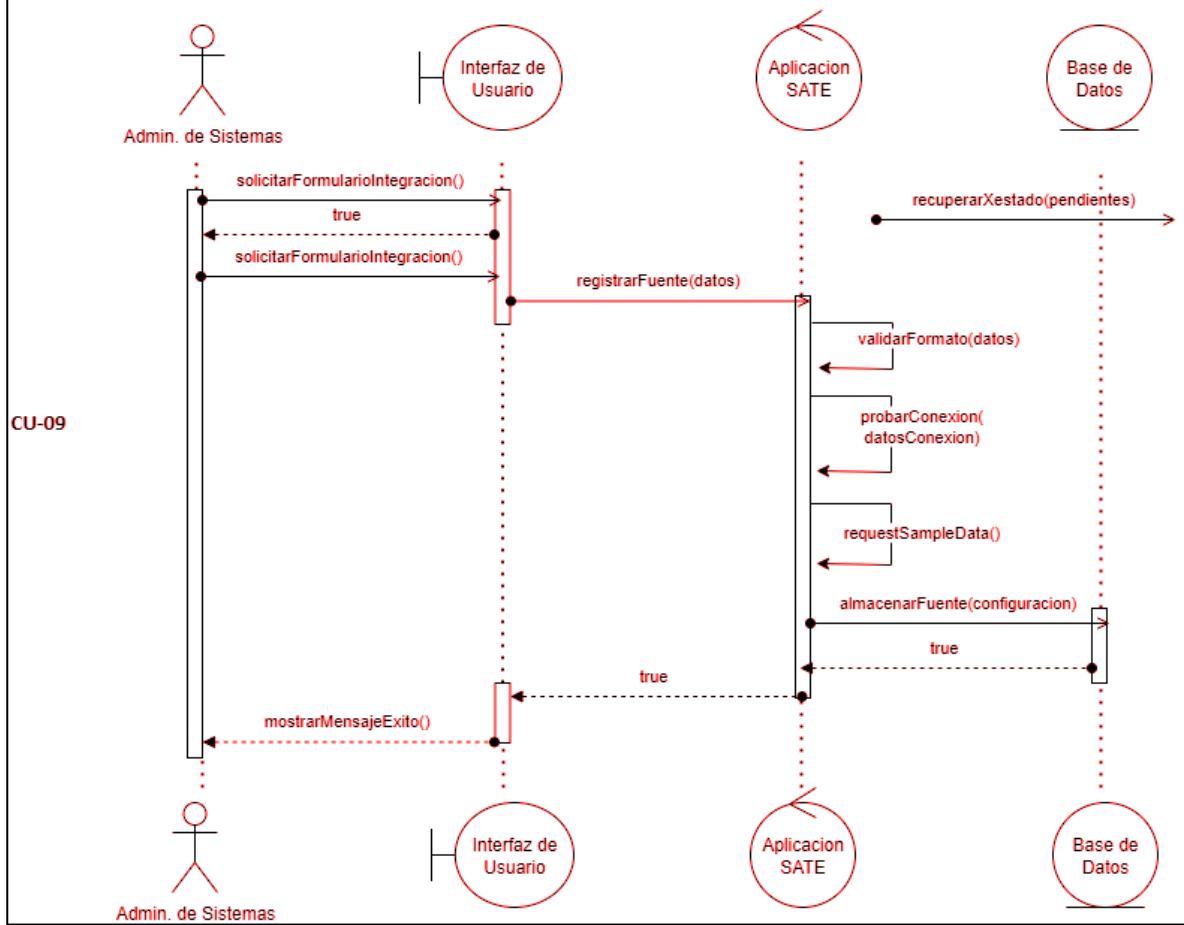 Interfaz de
Usuario
Aplicacion
SATE
Base de
Datos
Admin. de Sistemas
solicitarFormularioIntegracion()
recuperarXestado(pendientes)
true
solicitarFormularioIntegracion()
registrarFuente(datos)
validarFormato(datos)
CU-09
probarConexion(
datosConexion)
requestSampleData()
almacenarFuente(configuracion)
true
true
mostrarMensajeExito()
Interfaz de
Usuario
Aplicacion
SATE
Base de
Datos
Admin. de Sistemas